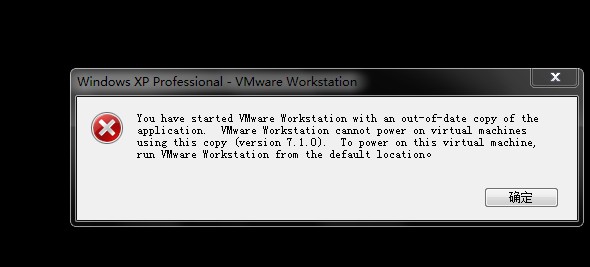 Windows XP Professional - VMware Workstation
You have started VMware Workstation with an out-of-date copy of the
application.  VMware Workstation cannot power on virtual machines
using this copy (version 7.1.0).  To power on this virtual machine,
run VMware Workstation from the default location。
确定